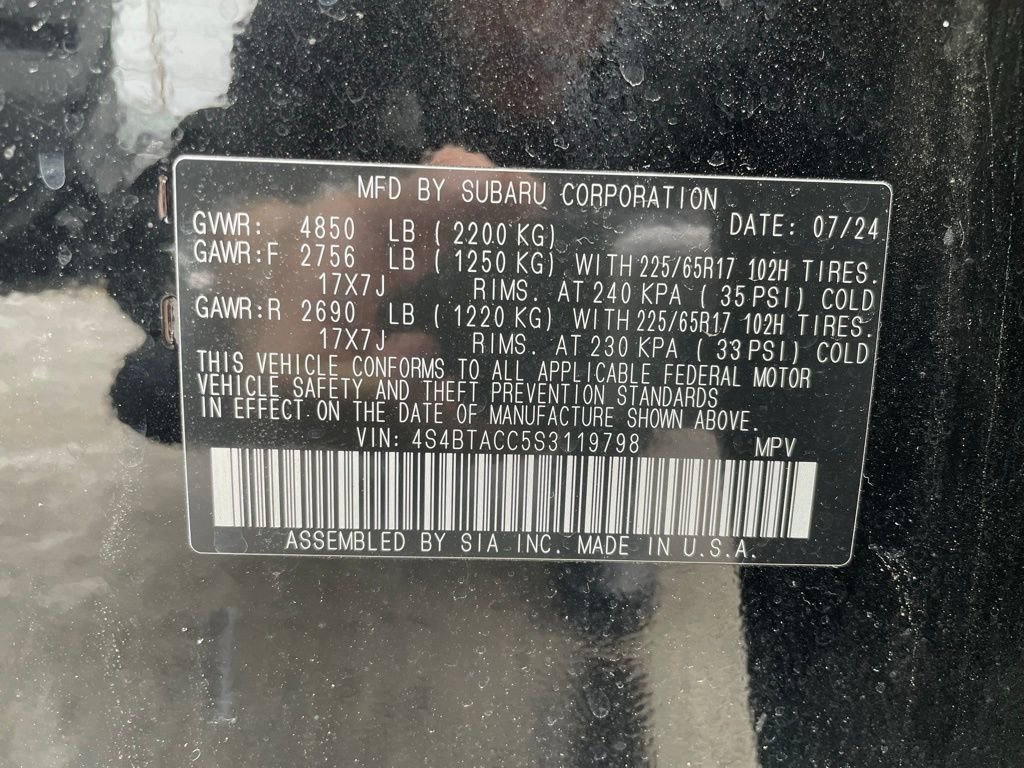 MFD BY SUBARU CORPORATION
DATE: 07/24
GVWR: 4850 LB ( 2200 KG)
GAWR:F 2756 LB ( 1250 KG) WITH 225/65R17 102H TIRES.
17X7J RIMS. AT 240 KPA ( 35 PSI) COLD
GAWR:R 2690 LB ( 1220 KG) WITH 225/65R17 102H TIRES.
17X7J RIMS. AT 230 KPA ( 33 PSI) COLD
THIS VEHICLE CONFORMS TO ALL APPLICABLE FEDERAL MOTOR
VEHICLE SAFETY AND THEFT PREVENTION STANDARDS
IN EFFECT ON THE DATE OF MANUFACTURE SHOWN ABOVE.
VIN: 4S4BTACC5S3119798 MPV
ASSEMBLED BY SIA INC. MADE IN U.S.A.